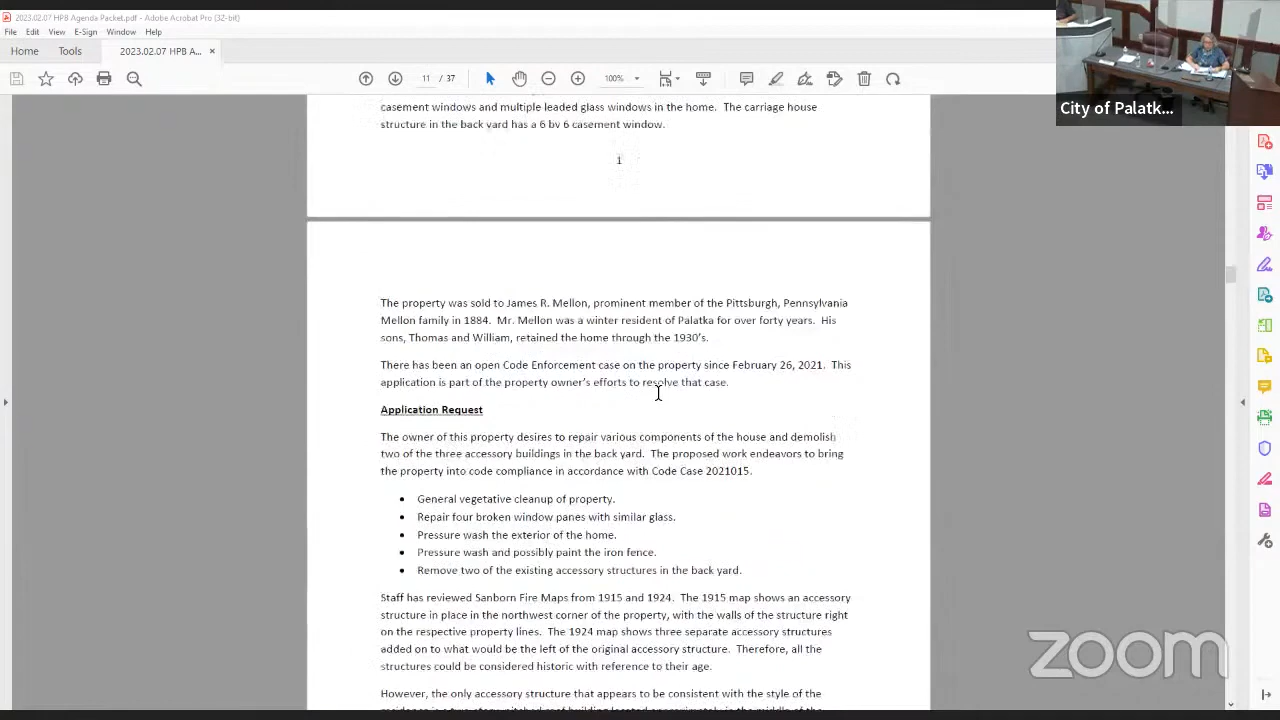 2023.02.07 HPB Agenda Packet.pdf - Adobe Acrobat Pro (32-bit)
File Edit View E-Sign Window Help
Home Tools 2023.02.07 HPB A... ×
11 / 37 100%
City of Palatk...
casement windows and multiple leaded glass windows in the home. The carriage house
structure in the back yard has a 6 by 6 casement window.
1
The property was sold to James R. Mellon, prominent member of the Pittsburgh, Pennsylvania
Mellon family in 1884. Mr. Mellon was a winter resident of Palatka for over forty years. His
sons, Thomas and William, retained the home through the 1930's.
There has been an open Code Enforcement case on the property since February 26, 2021. This
application is part of the property owner's efforts to resolve that case.
Application Request
The owner of this property desires to repair various components of the house and demolish
two of the three accessory buildings in the back yard. The proposed work endeavors to bring
the property into code compliance in accordance with Code Case 2021015.
• General vegetative cleanup of property.
• Repair four broken window panes with similar glass.
• Pressure wash the exterior of the home.
• Pressure wash and possibly paint the iron fence.
• Remove two of the existing accessory structures in the back yard.
Staff has reviewed Sanborn Fire Maps from 1915 and 1924. The 1915 map shows an accessory
structure in place in the northwest corner of the property, with the walls of the structure right
on the respective property lines. The 1924 map shows three separate accessory structures
added on to what would be the left of the original accessory structure. Therefore, all the
structures could be considered historic with reference to their age.
However, the only accessory structure that appears to be consistent with the style of the
zoom